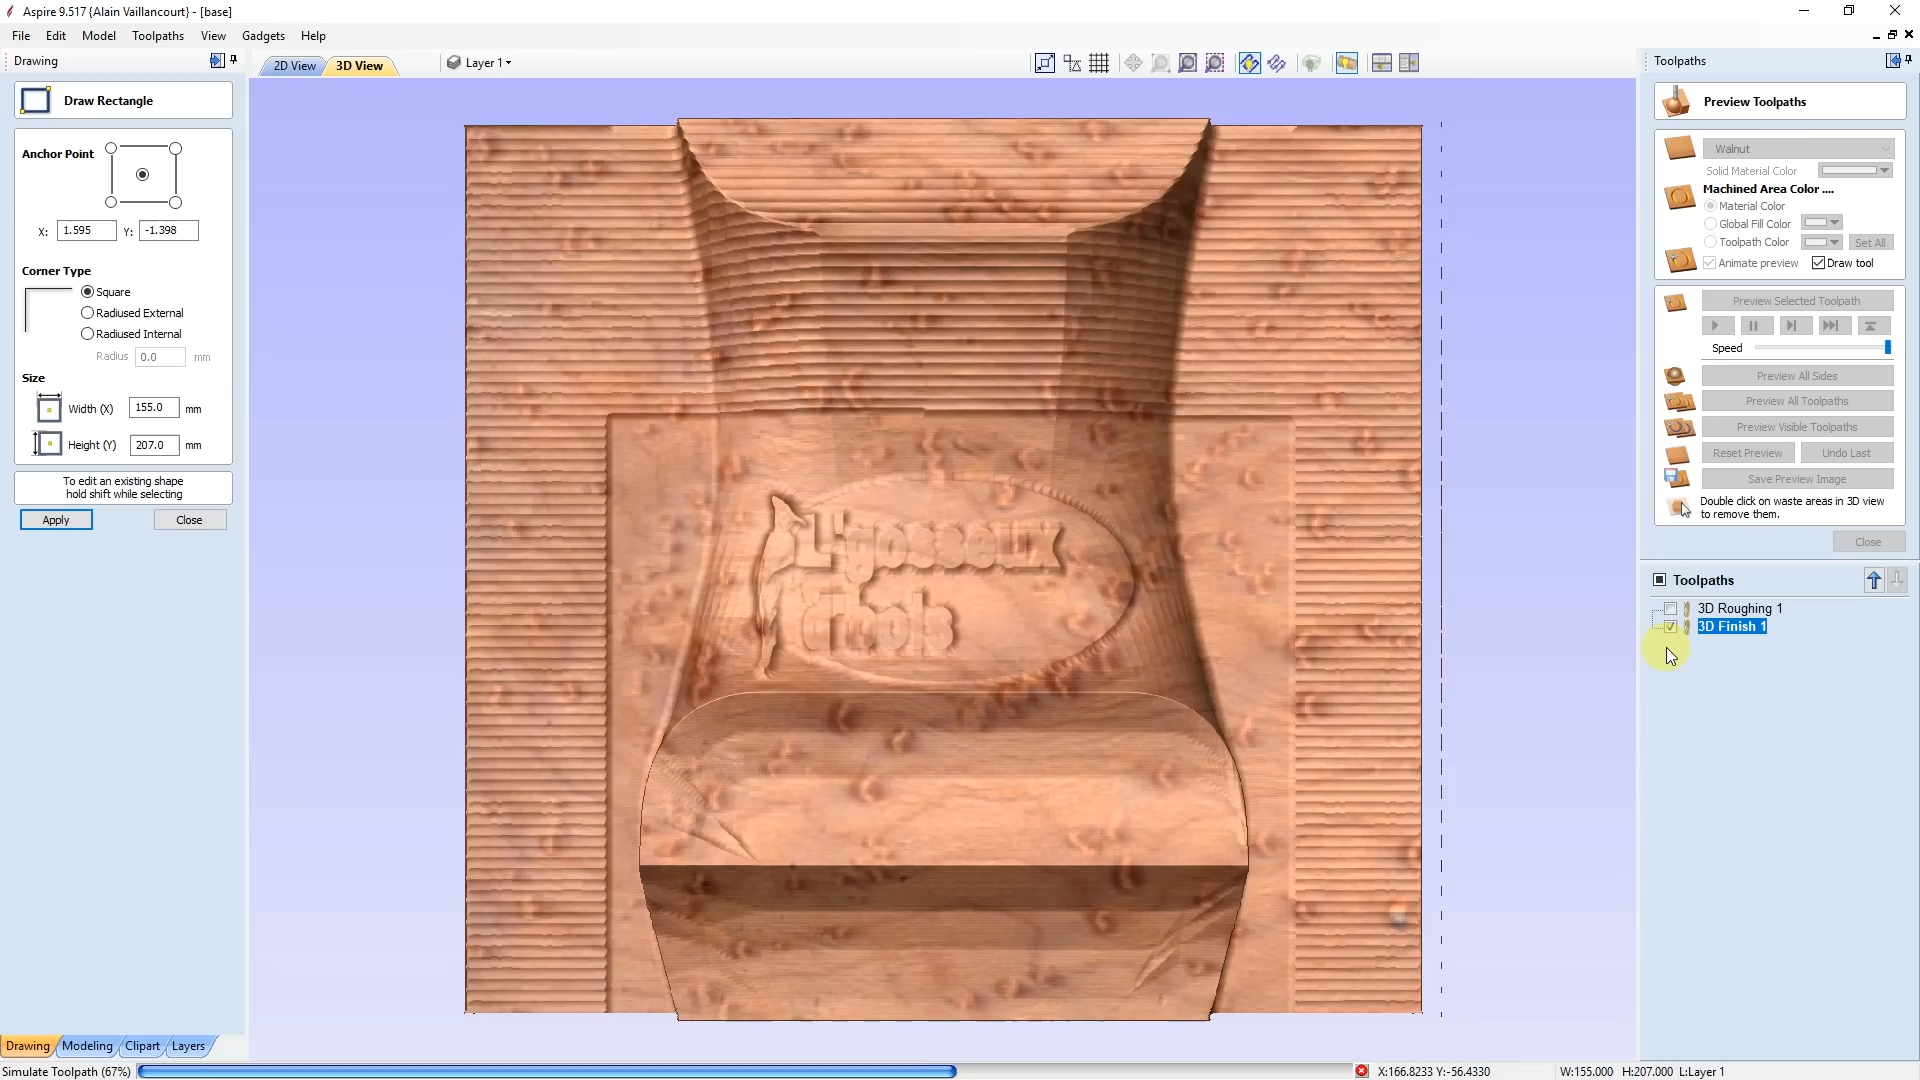 Aspire 9.517 {Alain Vaillancourt} - [base]
File Edit Model Toolpaths View Gadgets Help
Drawing
Draw Rectangle
Anchor Point
X: 1.595 Y: -1.398
Corner Type
Square
Radiused External
Radiused Internal
Radius 0.0 mm
Size
Width (X) 155.0 mm
Height (Y) 207.0 mm
To edit an existing shape
hold shift while selecting
Apply Close
Drawing Modeling Clipart Layers
2D View 3D View Layer 1
L'gosseux
d'bois
Toolpaths
Preview Toolpaths
Walnut
Solid Material Color
Machined Area Color ....
Material Color
Global Fill Color
Toolpath Color Set All
Animate preview Draw tool
Preview Selected Toolpath
Speed
Preview All Sides
Preview All Toolpaths
Preview Visible Toolpaths
Reset Preview Undo Last
Save Preview Image
Double click on waste areas in 3D view
to remove them.
Close
Toolpaths
3D Roughing 1
3D Finish 1
Simulate Toolpath (67%) X:166.8233 Y:-56.4330 W:155.000 H:207.000 L:Layer 1